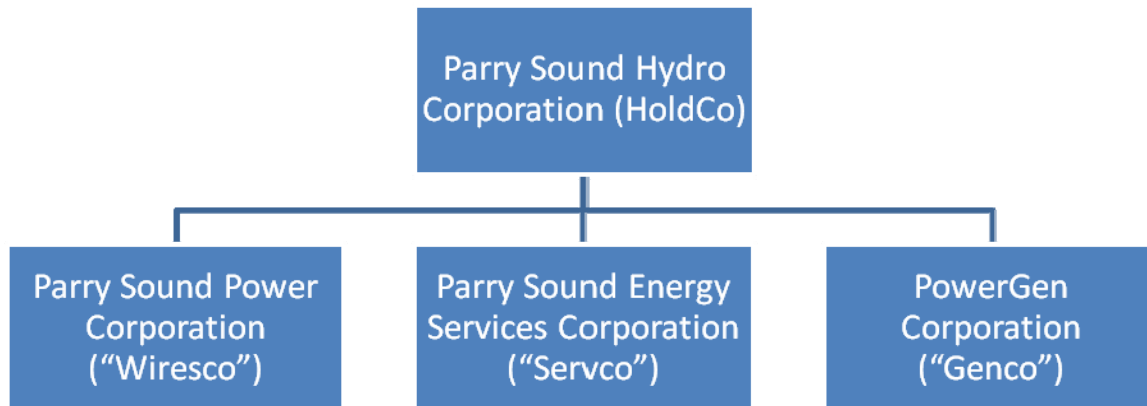 Parry Sound Hydro
Corporation (HoldCo)
Parry Sound Power
Corporation
(“Wiresco”)
Parry Sound Energy
Services Corporation
(“Servco”)
PowerGen
Corporation
(“Genco”)